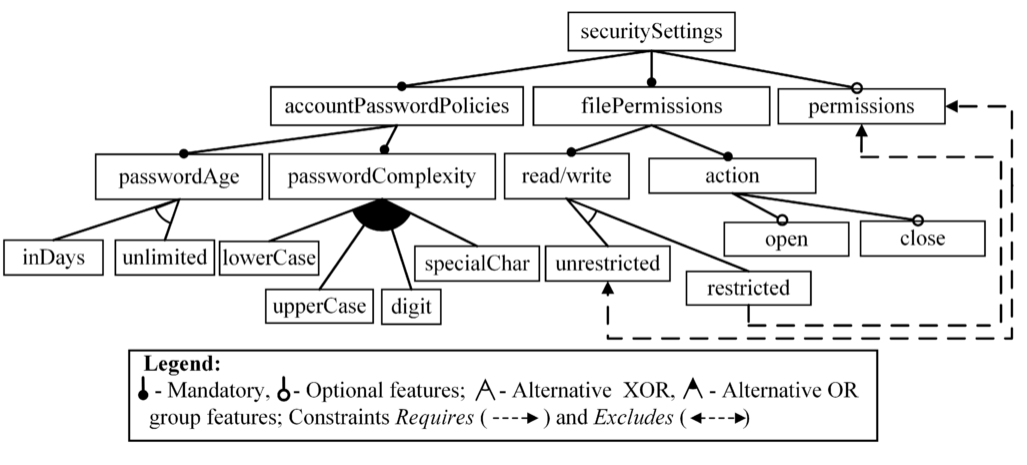 securitySettings
accountPasswordPolicies
filePermissions
permissions
passwordAge
passwordComplexity
read/write
action
inDays
unlimited
lowerCase
upperCase
digit
specialChar
unrestricted
restricted
open
close
Legend:
- Mandatory, - Optional features; - Alternative XOR, - Alternative OR
group features; Constraints Requires ( ) and Excludes ( )